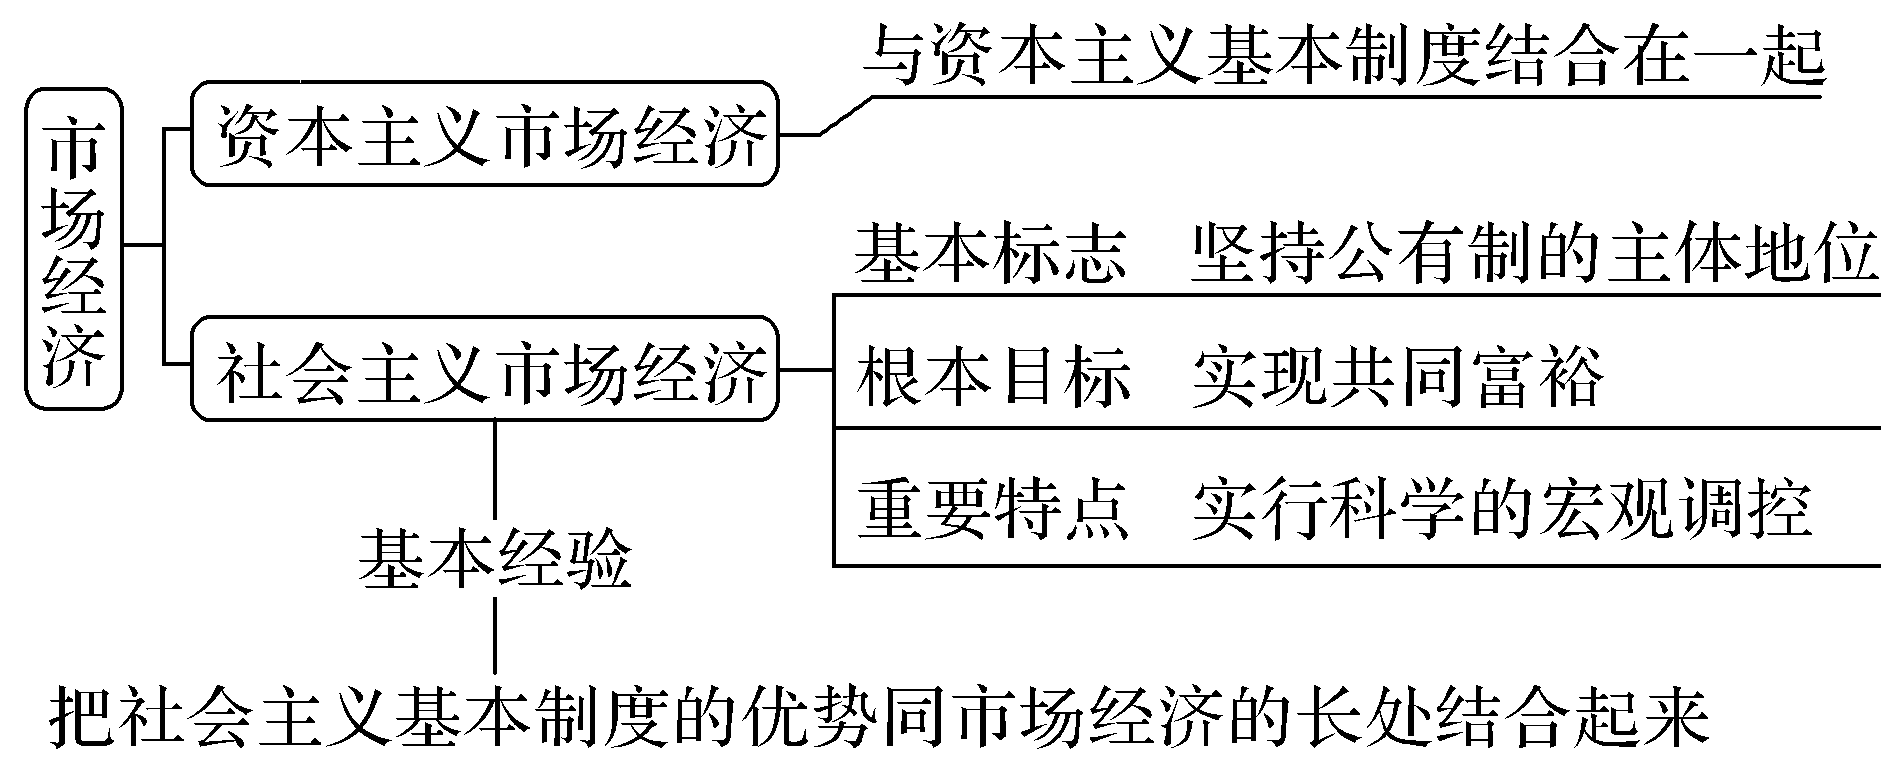 市场经济
资本主义市场经济
与资本主义基本制度结合在一起
社会主义市场经济
基本标志 坚持公有制的主体地位
根本目标 实现共同富裕
重要特点 实行科学的宏观调控
基本经验
把社会主义基本制度的优势同市场经济的长处结合起来